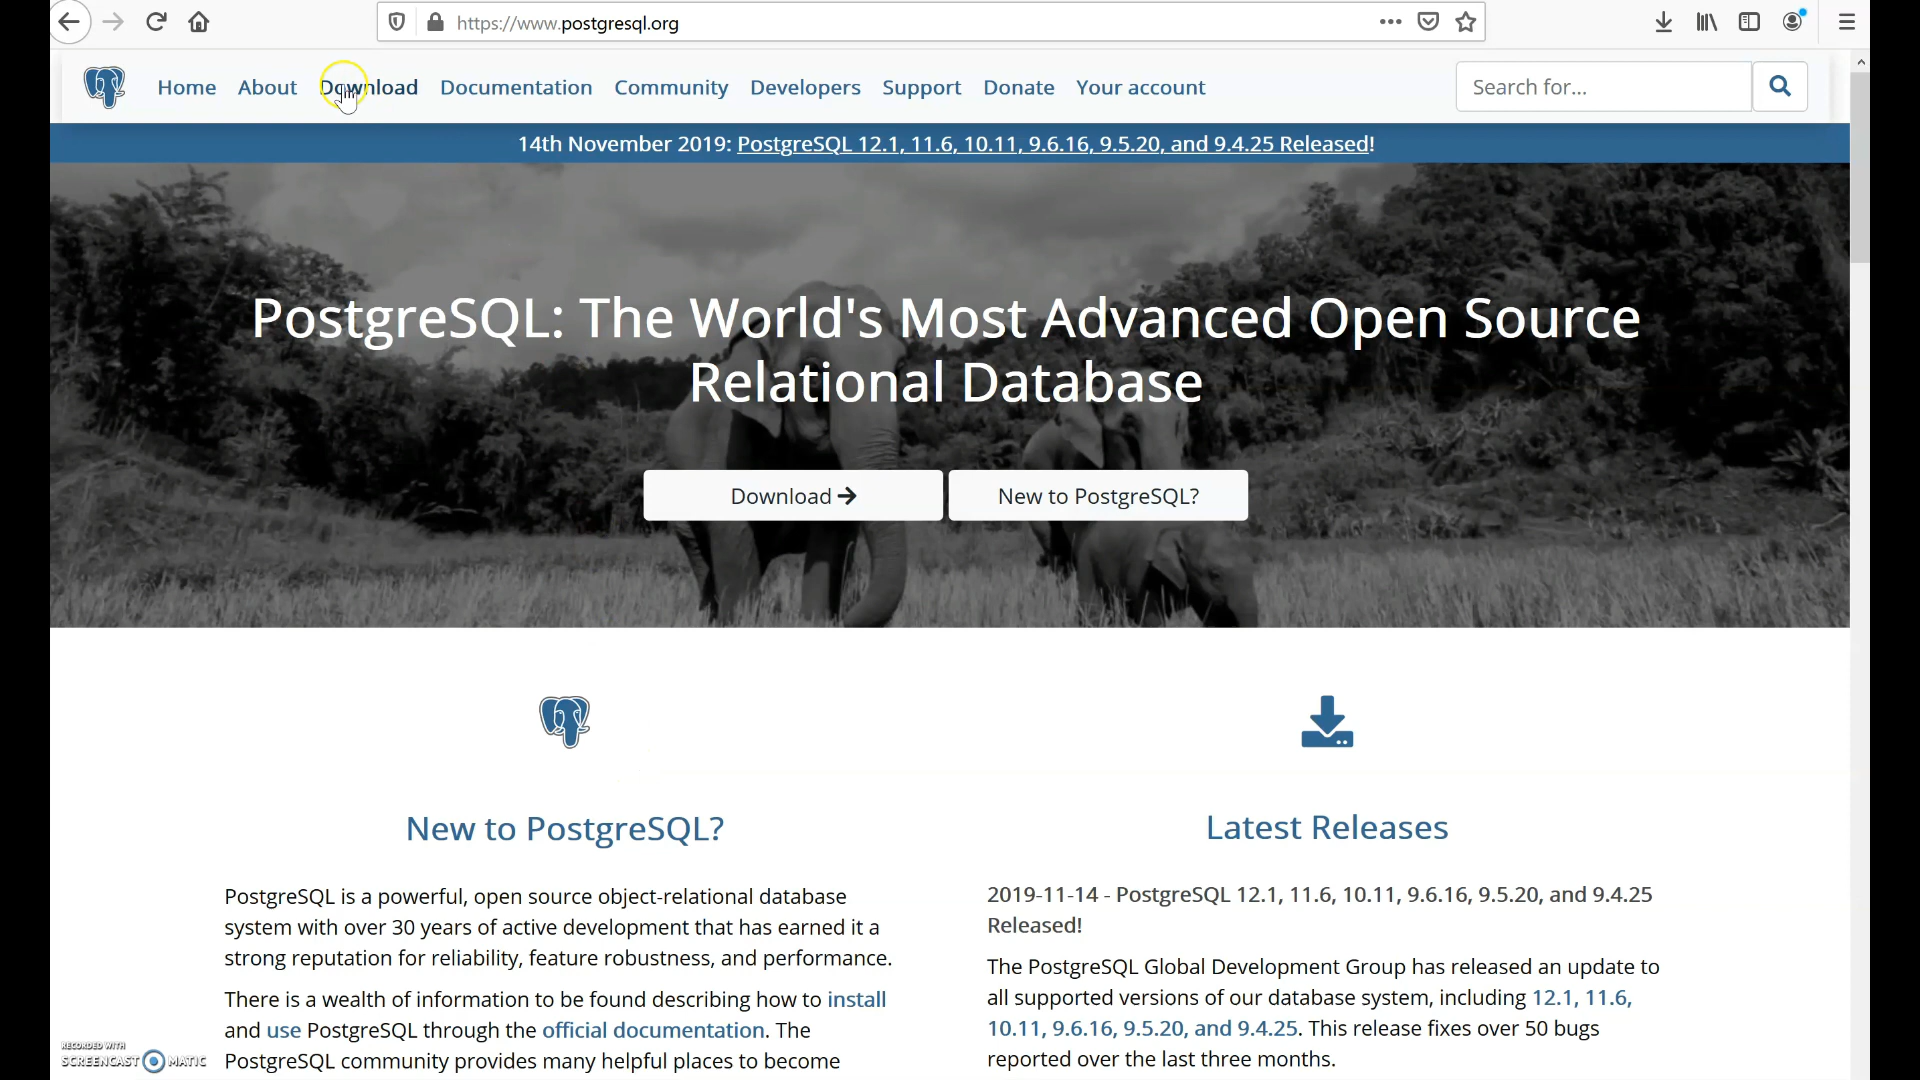 https://www.postgresql.org
Home About Download Documentation Community Developers Support Donate Your account Search for...
14th November 2019: PostgreSQL 12.1, 11.6, 10.11, 9.6.16, 9.5.20, and 9.4.25 Released!
PostgreSQL: The World's Most Advanced Open Source
Relational Database
Download New to PostgreSQL?
New to PostgreSQL?
PostgreSQL is a powerful, open source object-relational database
system with over 30 years of active development that has earned it a
strong reputation for reliability, feature robustness, and performance.
There is a wealth of information to be found describing how to install
and use PostgreSQL through the official documentation. The
PostgreSQL community provides many helpful places to become
Latest Releases
2019-11-14 - PostgreSQL 12.1, 11.6, 10.11, 9.6.16, 9.5.20, and 9.4.25
Released!
The PostgreSQL Global Development Group has released an update to
all supported versions of our database system, including 12.1, 11.6,
10.11, 9.6.16, 9.5.20, and 9.4.25. This release fixes over 50 bugs
reported over the last three months.
RECORDED WITH
SCREENCAST MATIC